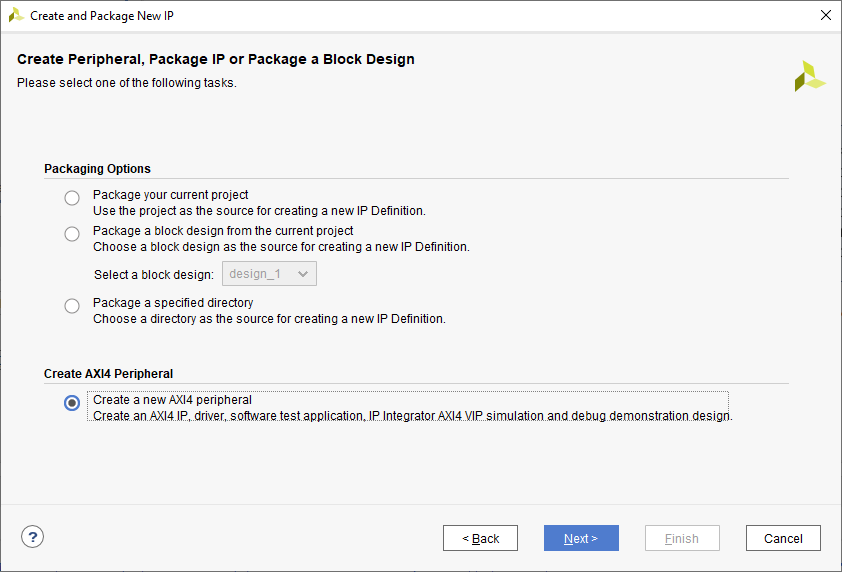 Create and Package New IP
Create Peripheral, Package IP or Package a Block Design
Please select one of the following tasks.
Packaging Options
Package your current project
Use the project as the source for creating a new IP Definition.
Package a block design from the current project
Choose a block design as the source for creating a new IP Definition.
Select a block design: design_1
Package a specified directory
Choose a directory as the source for creating a new IP Definition.
Create AXI4 Peripheral
Create a new AXI4 peripheral
Create an AXI4 IP, driver, software test application, IP Integrator AXI4 VIP simulation and debug demonstration design.
? < Back Next > Finish Cancel